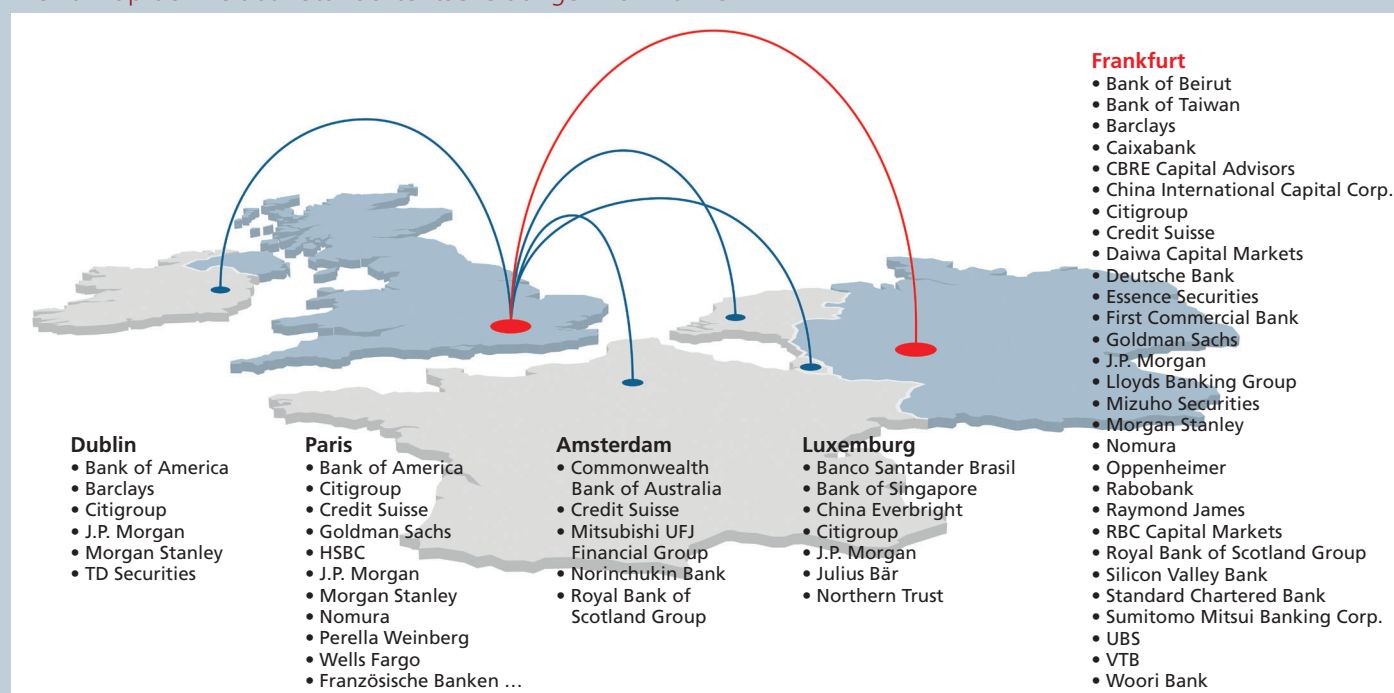 Frankfurt
• Bank of Beirut
• Bank of Taiwan
• Barclays
• Caixabank
• CBRE Capital Advisors
• China International Capital Corp.
• Citigroup
• Credit Suisse
• Daiwa Capital Markets
• Deutsche Bank
• Essence Securities
• First Commercial Bank
• Goldman Sachs
• J.P. Morgan
• Lloyds Banking Group
• Mizuho Securities
• Morgan Stanley
• Nomura
• Oppenheimer
• Rabobank
• Raymond James
• RBC Capital Markets
• Royal Bank of Scotland Group
• Silicon Valley Bank
• Standard Chartered Bank
• Sumitomo Mitsui Banking Corp.
• UBS
• VTB
• Woori Bank
Dublin
• Bank of America
• Barclays
• Citigroup
• J.P. Morgan
• Morgan Stanley
• TD Securities
Paris
• Bank of America
• Citigroup
• Credit Suisse
• Goldman Sachs
• HSBC
• J.P. Morgan
• Morgan Stanley
• Nomura
• Perella Weinberg
• Wells Fargo
• Französische Banken ...
Amsterdam
• Commonwealth
Bank of Australia
• Credit Suisse
• Mitsubishi UFJ
Financial Group
• Norinchukin Bank
• Royal Bank of
Scotland Group
Luxemburg
• Banco Santander Brasil
• Bank of Singapore
• China Everbright
• Citigroup
• J.P. Morgan
• Julius Bär
• Northern Trust